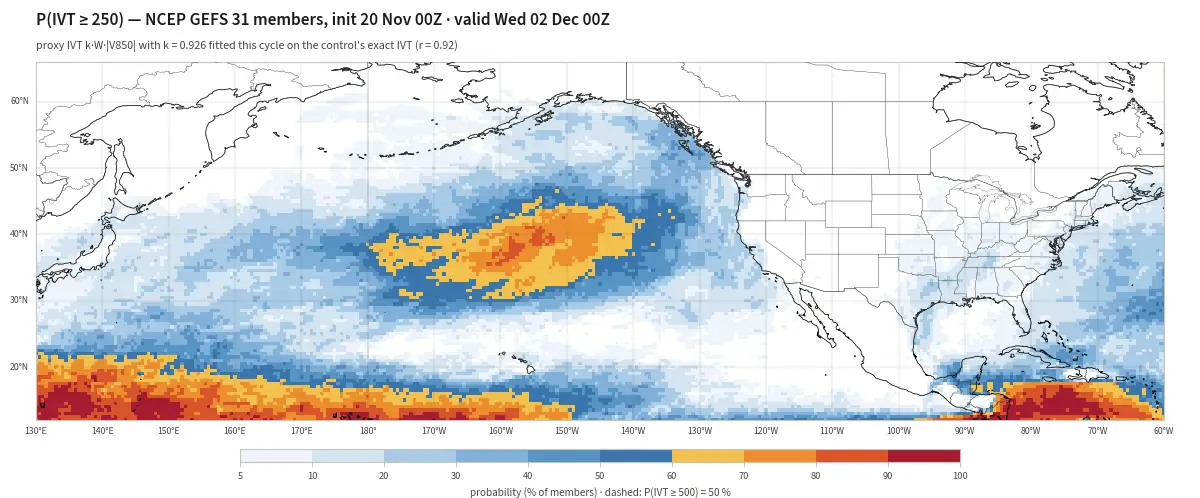 P(IVT ≥ 250) — NCEP GEFS 31 members, init 20 Nov 00Z · valid Wed 02 Dec 00Z
proxy IVT k·W·|V850| with k = 0.926 fitted this cycle on the control's exact IVT (r = 0.92)
60°N
50°N
40°N
30°N
20°N
130°E 140°E 150°E 160°E 170°E 180° 170°W 160°W 150°W 140°W 130°W 120°W 110°W 100°W 90°W 80°W 70°W 60°W
5 10 20 30 40 50 60 70 80 90 100
probability (% of members) · dashed: P(IVT ≥ 500) = 50 %